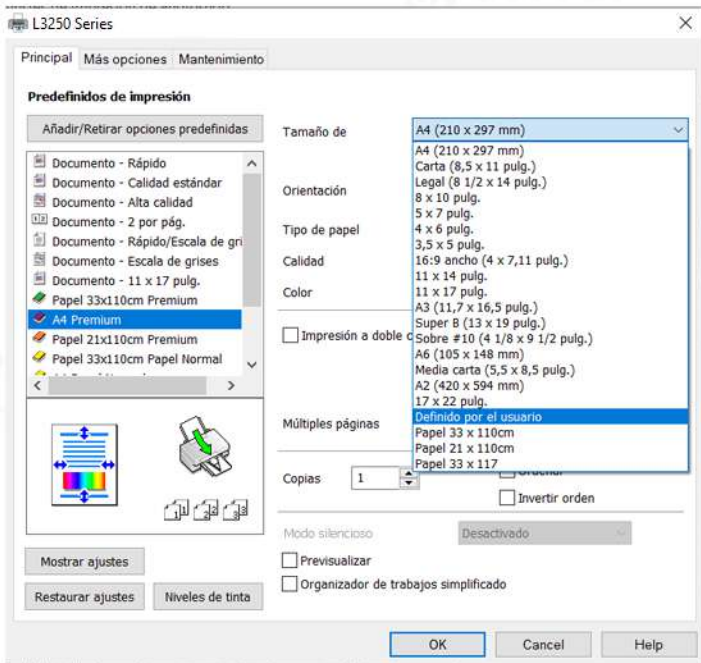 L3250 Series
Principal
Más opciones
Mantenimiento
Predefinidos de impresión
Añadir/Retirar opciones predefinidas
Documento - Rápido
Documento - Calidad estándar
Documento - Alta calidad
Documento - 2 por pág.
Documento - Rápido/Escala de gri
Documento - Escala de grises
Documento - 11 x 17 pulg.
Papel 33x110cm Premium
A4 Premium
Papel 21x110cm Premium
Papel 33x110cm Papel Normal
Mostrar ajustes
Restaurar ajustes
Niveles de tinta
Tamaño de
A4 (210 x 297 mm)
A4 (210 x 297 mm)
Carta (8,5 x 11 pulg.)
Legal (8 1/2 x 14 pulg.)
8 x 10 pulg.
5 x 7 pulg.
4 x 6 pulg.
3,5 x 5 pulg.
16:9 ancho (4 x 7,11 pulg.)
11 x 14 pulg.
11 x 17 pulg.
A3 (11,7 x 16,5 pulg.)
Super B (13 x 19 pulg.)
Sobre #10 (4 1/8 x 9 1/2 pulg.)
A6 (105 x 148 mm)
Media carta (5,5 x 8,5 pulg.)
A2 (420 x 594 mm)
17 x 22 pulg.
Definido por el usuario
Papel 33 x 110cm
Papel 21 x 110cm
Papel 33 x 117
Orientación
Tipo de papel
Calidad
Color
Impresión a doble c
Múltiples páginas
Copias
1
Invertir orden
Modo silencioso
Desactivado
Previsualizar
Organizador de trabajos simplificado
OK
Cancel
Help